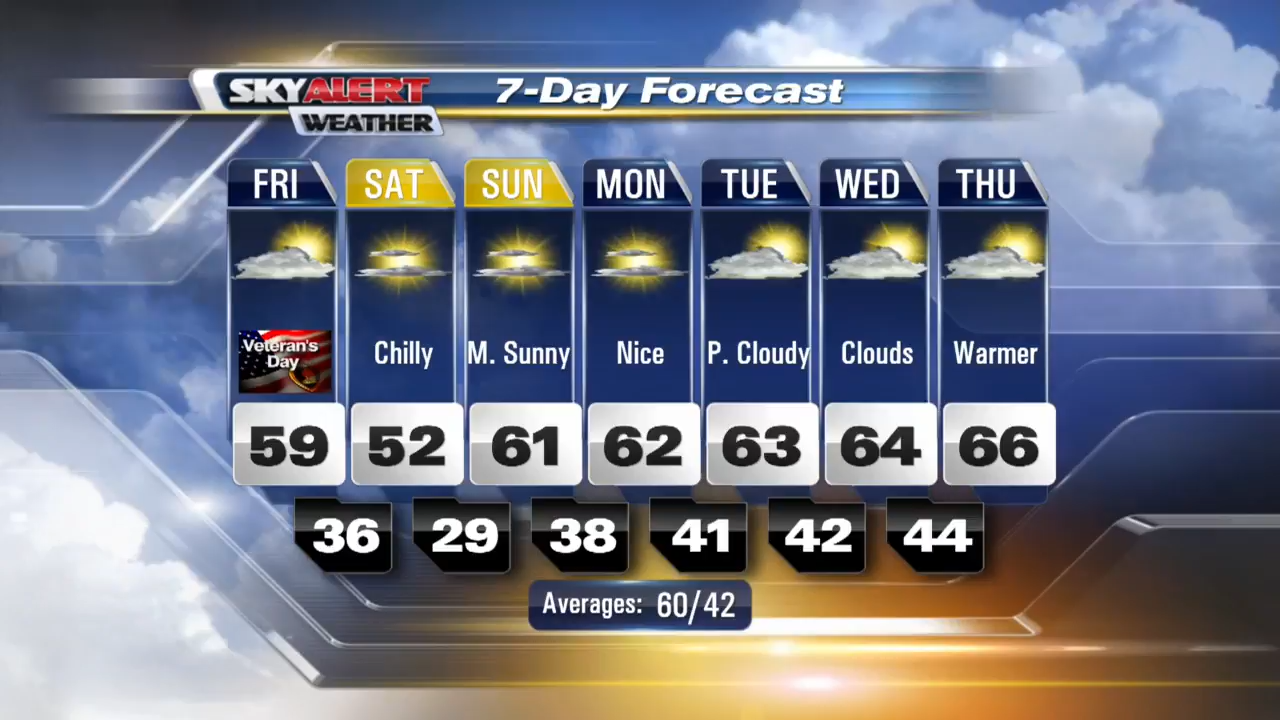 SKYALERT
WEATHER
7-Day Forecast
FRI SAT SUN MON TUE WED THU
Veteran's
Day
Chilly M. Sunny Nice P. Cloudy Clouds Warmer
59 52 61 62 63 64 66
36 29 38 41 42 44
Averages: 60/42